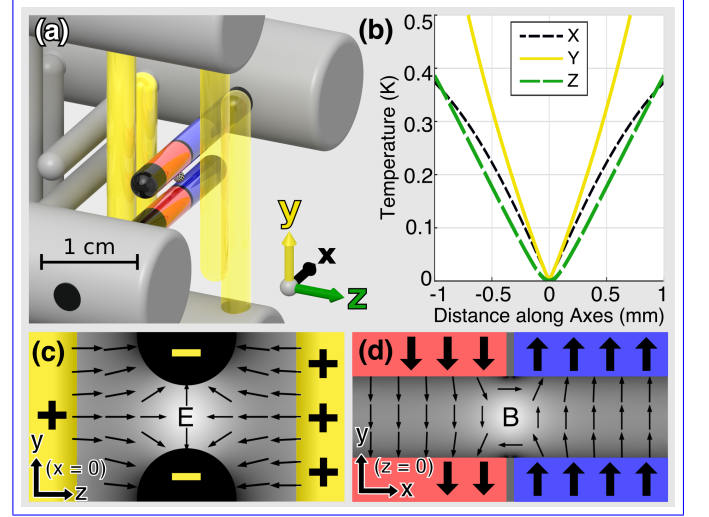 (a)
1 cm
y
x
z
(b)
Temperature (K)
0.5
0.4
0.3
0.2
0.1
0
-1 -0.5 0 0.5 1
Distance along Axes (mm)
X
Y
Z
(c)
− + + E + + −
y
(x = 0)
z
(d)
B
y
(z = 0)
x